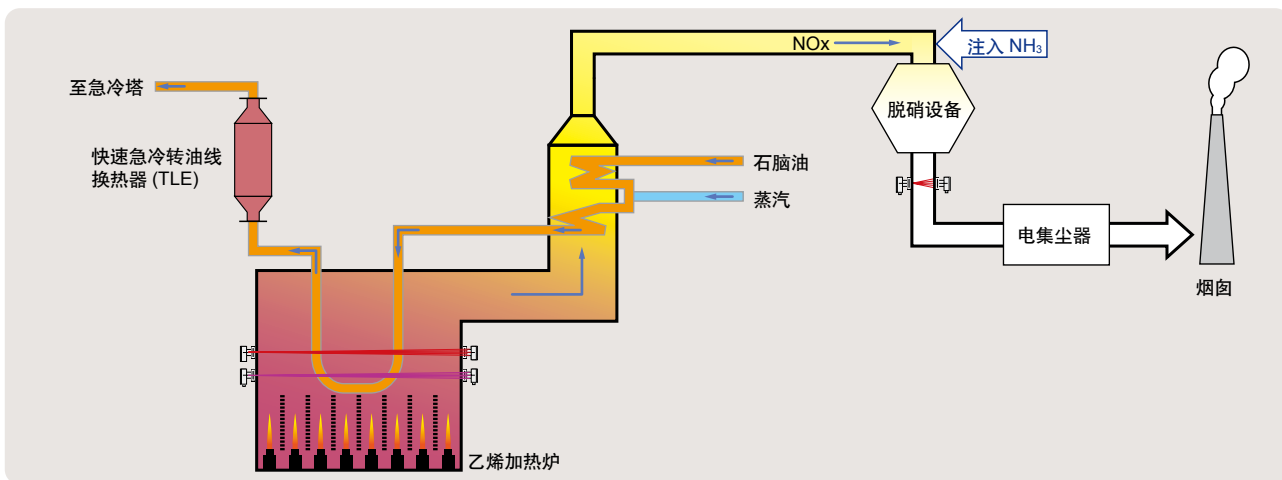 NOx
注入 NH₃
至急冷塔
脱硝设备
快速急冷转油线
换热器 (TLE)
石脑油
蒸汽
电集尘器
烟囱
乙烯加热炉